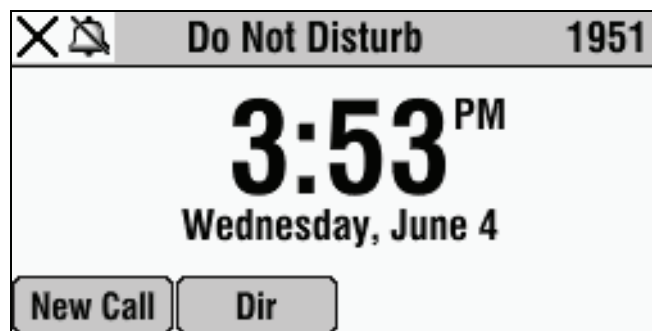 Do Not Disturb 1951
3:53 PM
Wednesday, June 4
New Call Dir